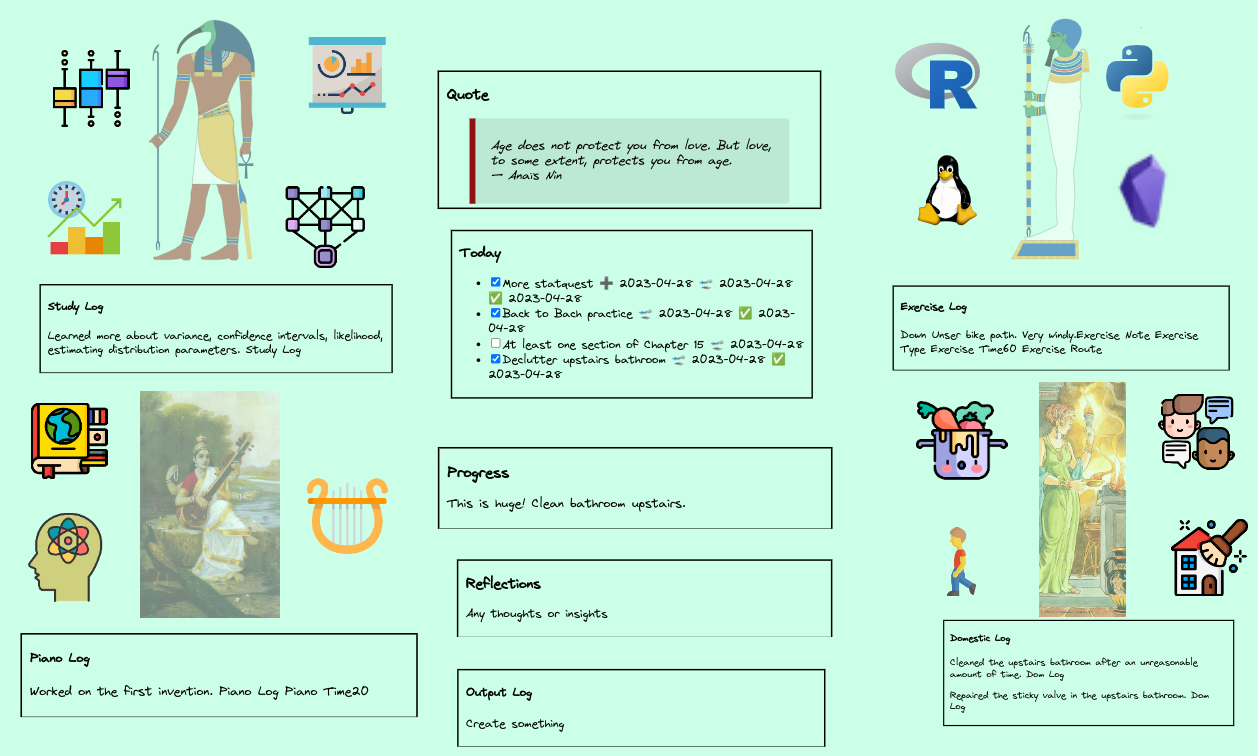 Quote
Age does not protect you from love. But love,
to some extent, protects you from age.
— Anais Nin
Today
More statquest ➕ 2023-04-28 🛫 2023-04-28
✅ 2023-04-28
Back to Bach practice 🛫 2023-04-28 ✅ 2023-
04-28
At least one section of Chapter 15 🛫 2023-04-28
Declutter upstairs bathroom 🛫 2023-04-28 ✅
2023-04-28
Study Log
Learned more about variance, confidence intervals, likelihood,
estimating distribution parameters. Study Log
R
Exercise Log
Down Unser bike path. Very windy.Exercise Note Exercise
Type Exercise Time60 Exercise Route
Progress
This is huge! Clean bathroom upstairs.
Reflections
Any thoughts or insights
Piano Log
Worked on the first invention. Piano Log Piano Time20
Output Log
Create something
Domestic Log
Cleaned the upstairs bathroom after an unreasonable
amount of time. Dom Log
Repaired the sticky valve in the upstairs bathroom. Dom
Log